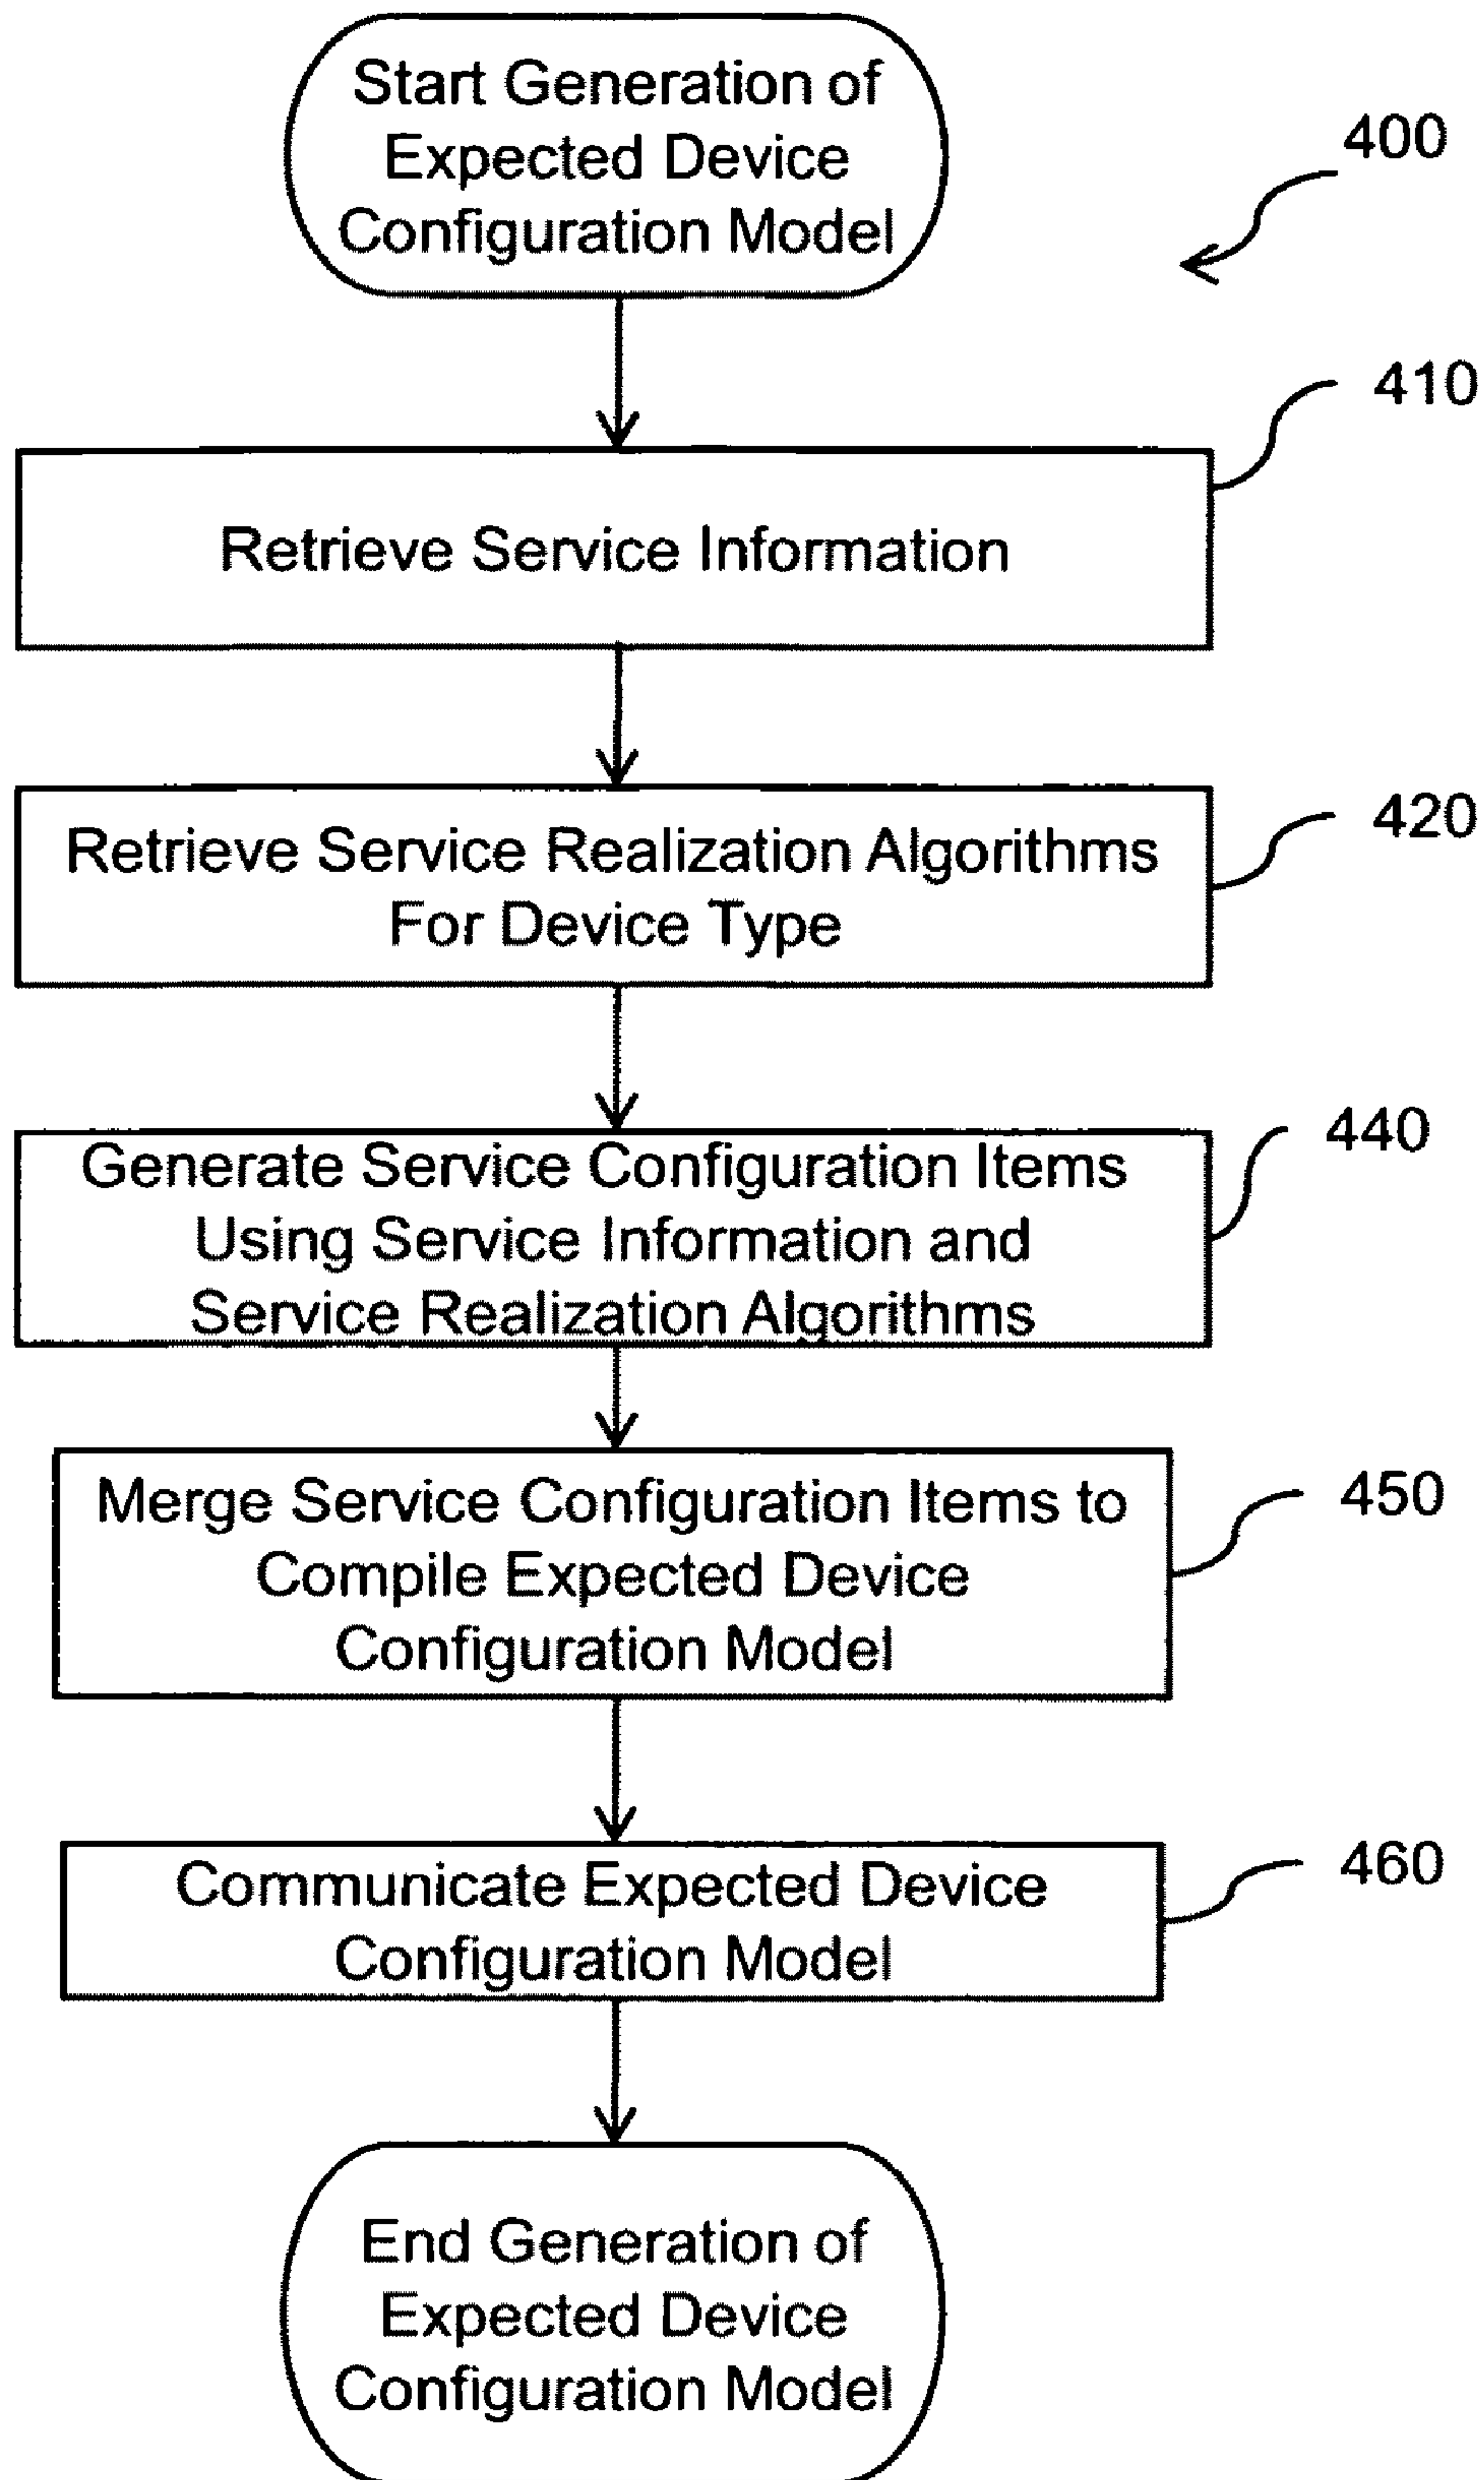 Start Generation of
Expected Device
Configuration Model
400
410
Retrieve Service Information
420
Retrieve Service Realization Algorithms
For Device Type
440
Generate Service Configuration Items
Using Service Information and
Service Realization Algorithms
450
Merge Service Configuration Items to
Compile Expected Device
Configuration Model
460
Communicate Expected Device
Configuration Model
End Generation of
Expected Device
Configuration Model